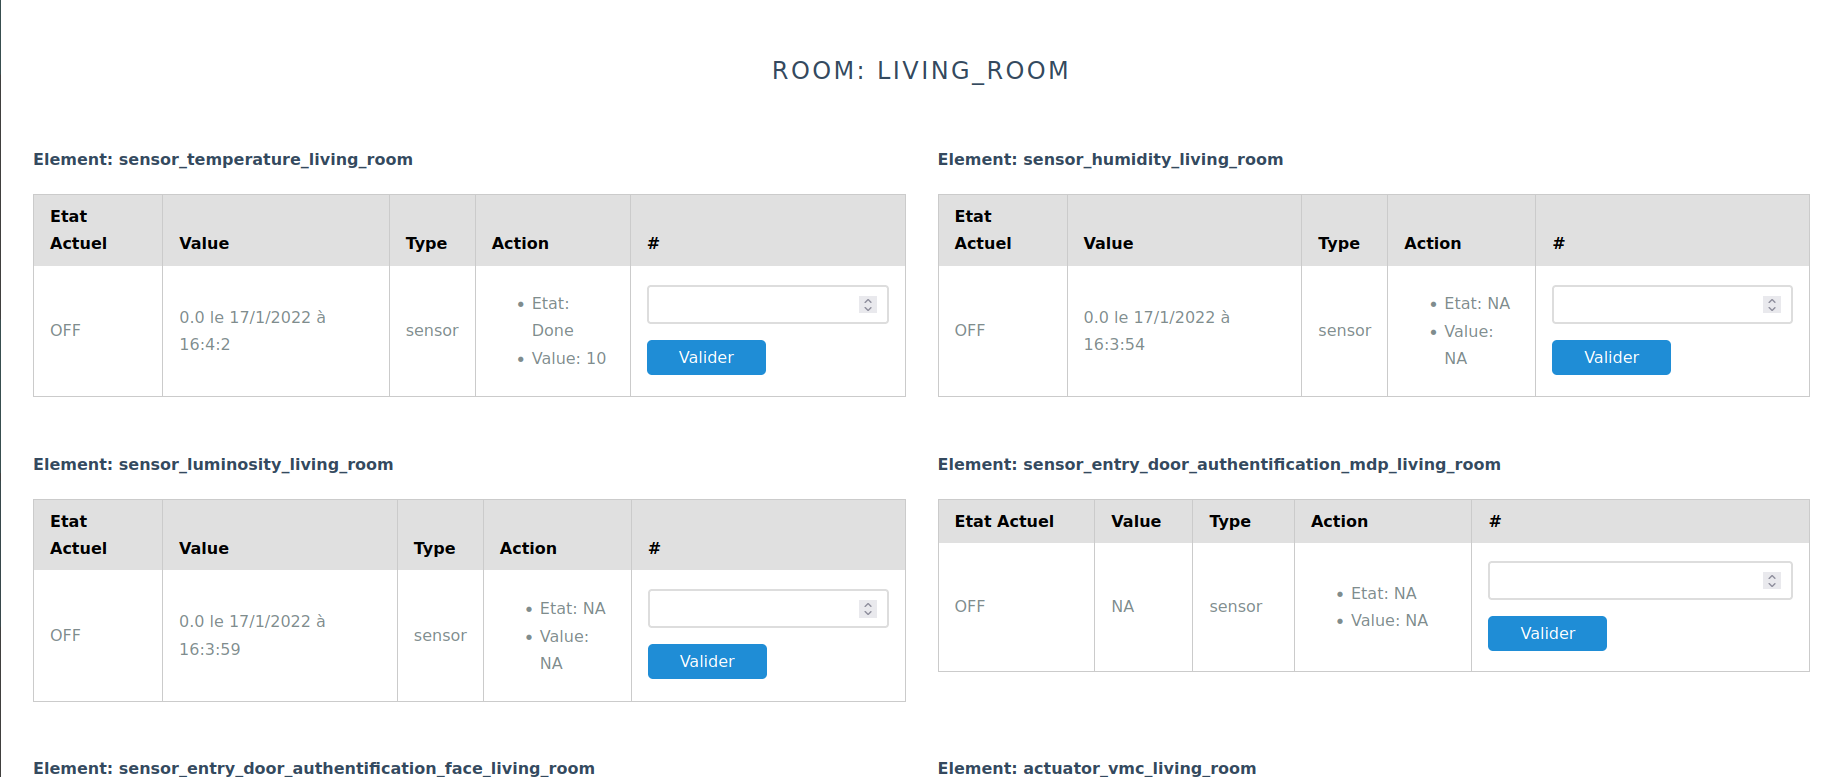 ROOM: LIVING_ROOM
Element: sensor_temperature_living_room
Etat
Actuel Value Type Action #
OFF 0.0 le 17/1/2022 à
16:4:2 sensor • Etat:
Done
• Value: 10
Valider
Element: sensor_humidity_living_room
Etat
Actuel Value Type Action #
OFF 0.0 le 17/1/2022 à
16:3:54 sensor • Etat: NA
• Value:
NA
Valider
Element: sensor_luminosity_living_room
Etat
Actuel Value Type Action #
OFF 0.0 le 17/1/2022 à
16:3:59 sensor • Etat: NA
• Value:
NA
Valider
Element: sensor_entry_door_authentification_mdp_living_room
Etat Actuel Value Type Action #
OFF NA sensor • Etat: NA
• Value: NA
Valider
Element: sensor_entry_door_authentification_face_living_room
Element: actuator_vmc_living_room